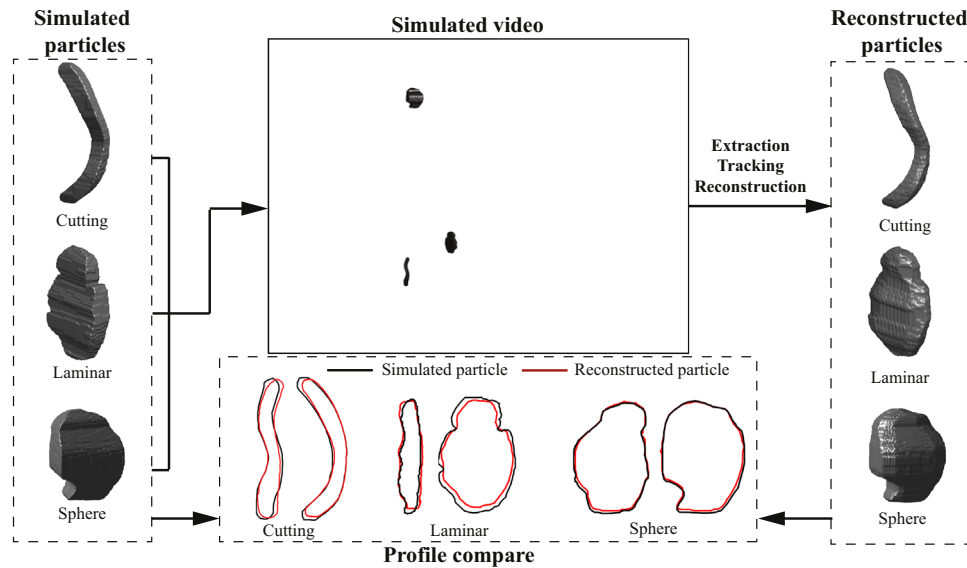 Simulated
particles
Simulated video
Reconstructed
particles
Cutting
Laminar
Sphere
Extraction
Tracking
Reconstruction
Cutting
Laminar
Sphere
Simulated particle
Reconstructed particle
Cutting
Laminar
Sphere
Profile compare